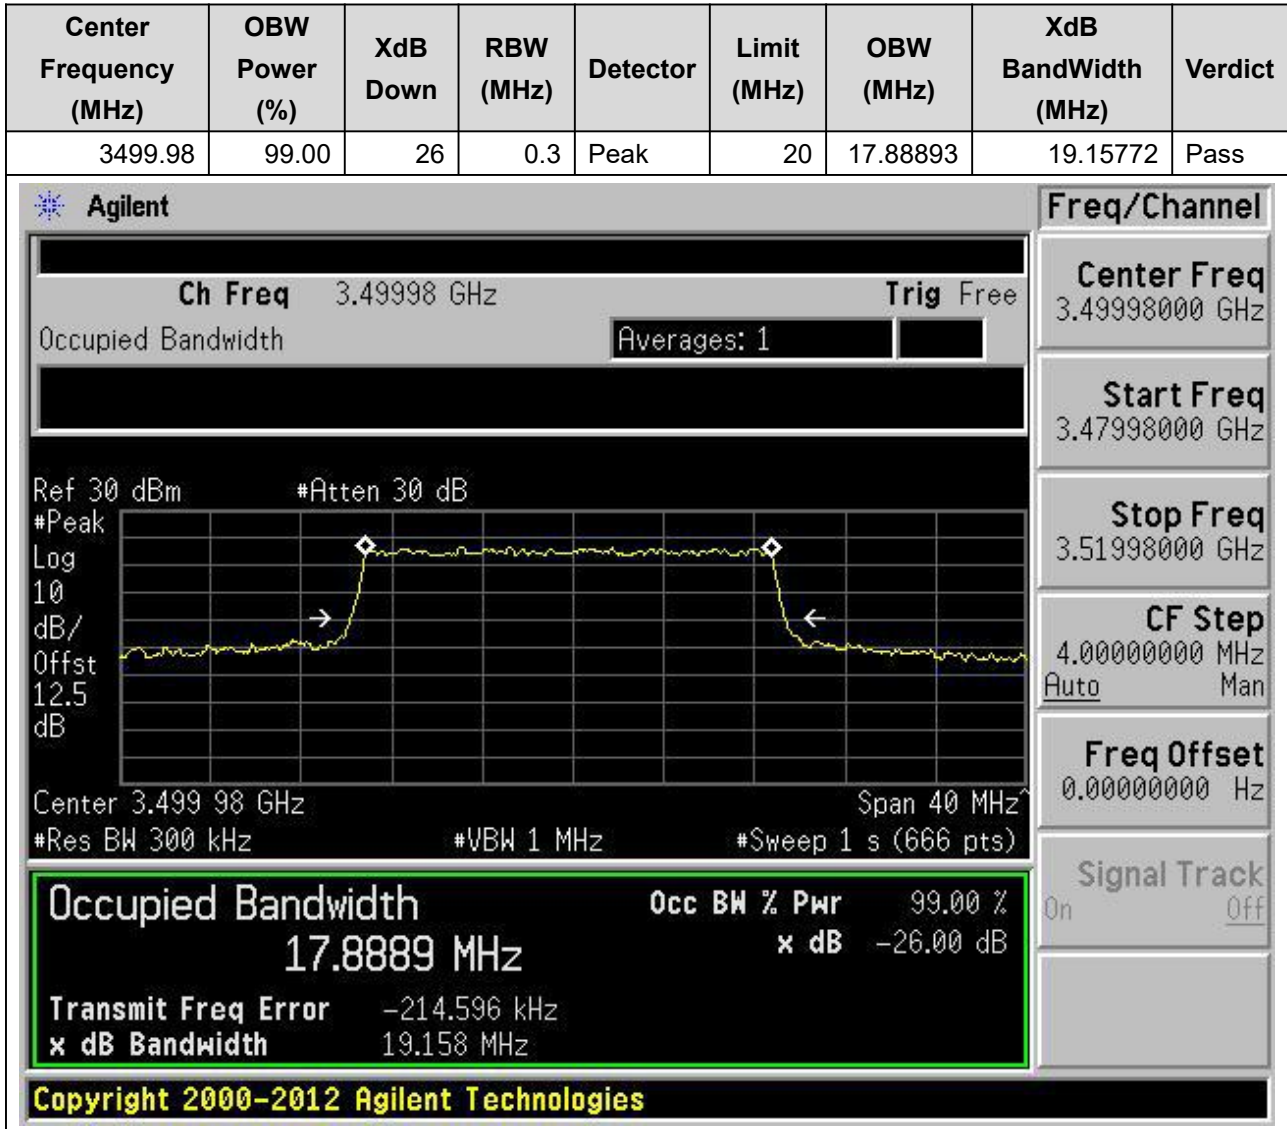 Center Frequency (MHz) OBW Power (%) XdB Down RBW (MHz) Detector Limit (MHz) OBW (MHz) XdB BandWidth (MHz) Verdict
3499.98 99.00 26 0.3 Peak 20 17.88893 19.15772 Pass
Agilent
Freq/Channel
Ch Freq 3.49998 GHz Trig Free
Occupied Bandwidth Averages: 1
Center Freq
3.49998000 GHz
Start Freq
3.47998000 GHz
Stop Freq
3.51998000 GHz
CF Step
4.00000000 MHz
Auto Man
Freq Offset
0.00000000 Hz
Signal Track
On Off
Ref 30 dBm #Atten 30 dB
#Peak
Log
10
dB/
Offst
12.5
dB
Center 3.499 98 GHz Span 40 MHz^
#Res BW 300 kHz #VBW 1 MHz #Sweep 1 s (666 pts)
Occupied Bandwidth Occ BW % Pwr 99.00 %
17.8889 MHz x dB -26.00 dB
Transmit Freq Error -214.596 kHz
x dB Bandwidth 19.158 MHz
Copyright 2000-2012 Agilent Technologies